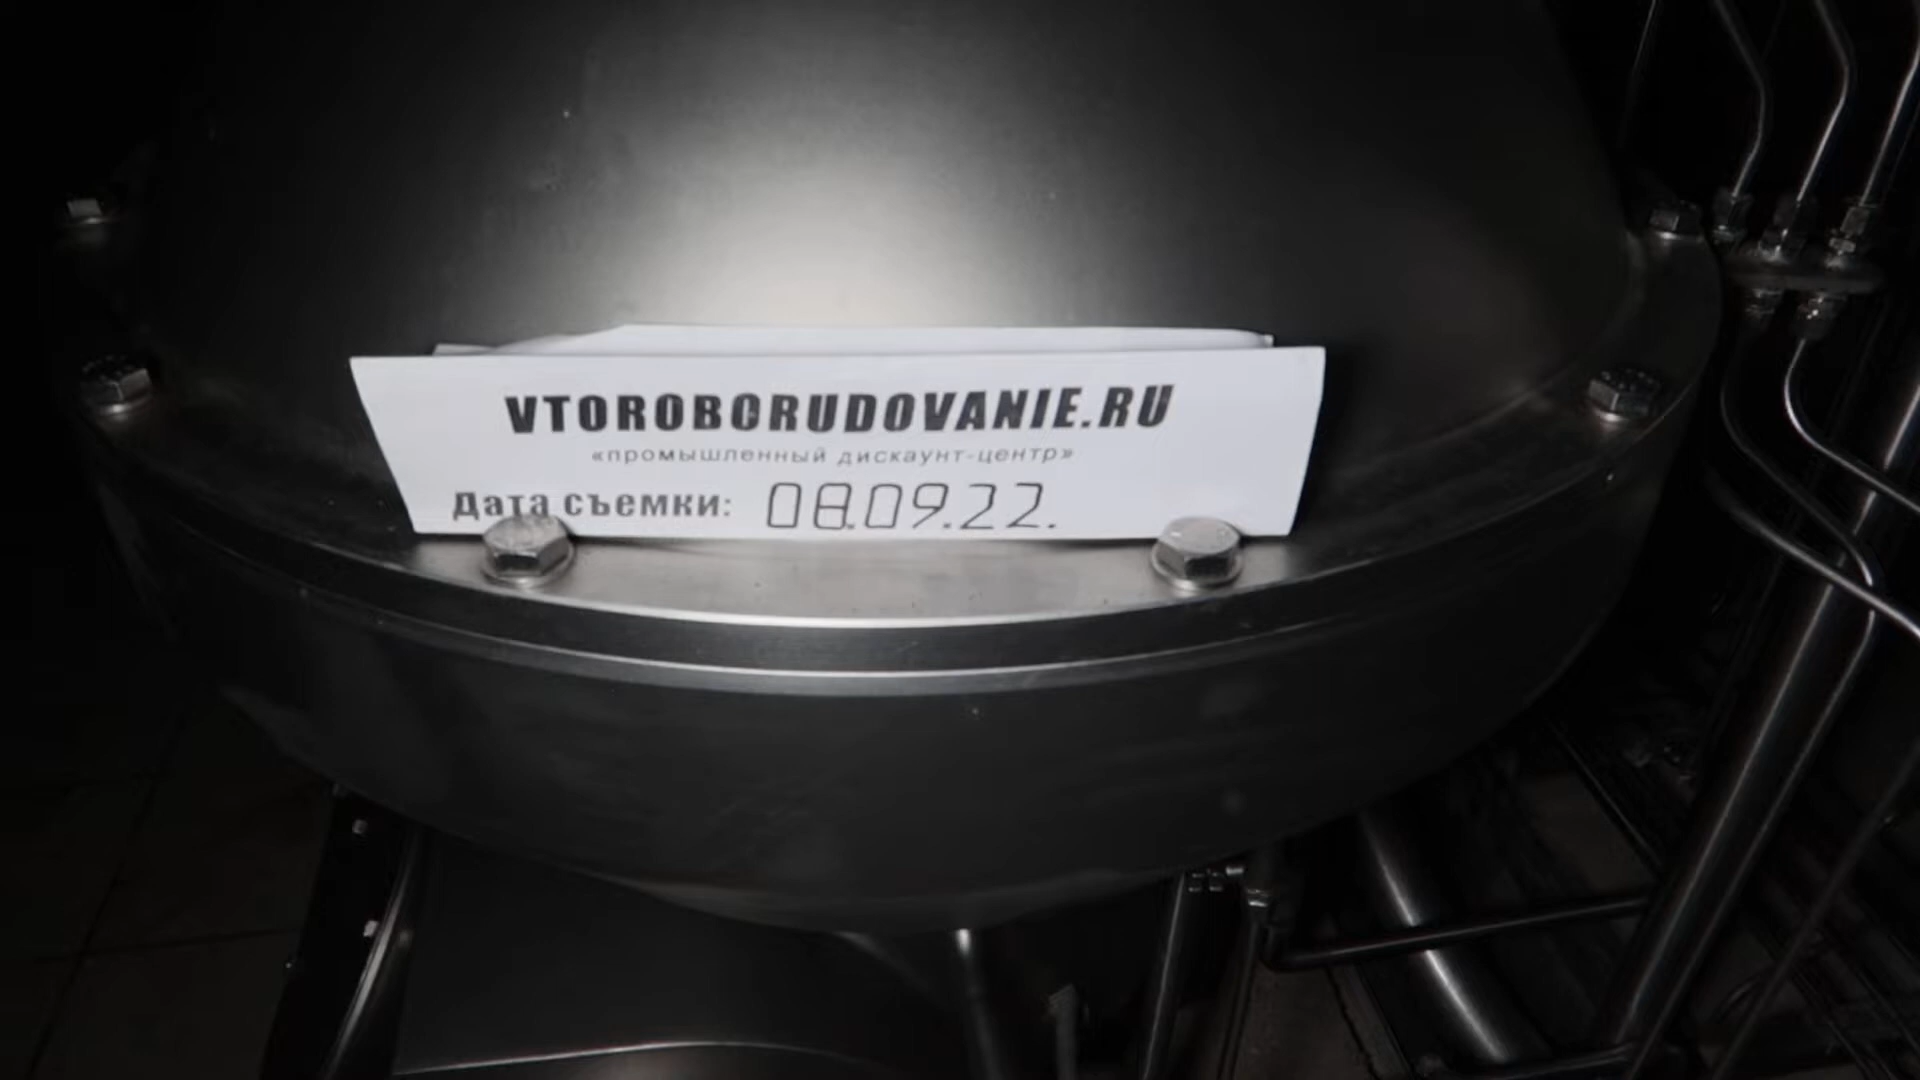 VTOROBORUDOVANIE.RU
«промышленный дискаунт-центр»
Дата съемки: 08.09.22.